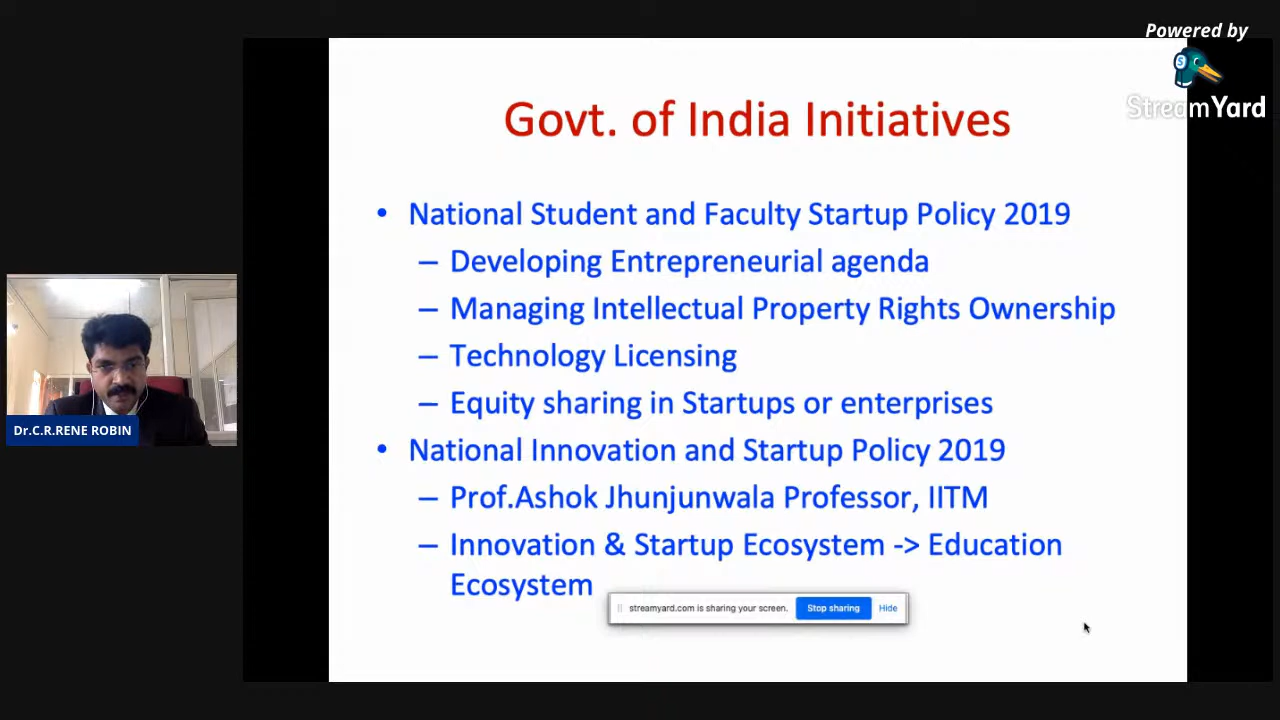 Powered by
StreamYard
Govt. of India Initiatives
• National Student and Faculty Startup Policy 2019
– Developing Entrepreneurial agenda
– Managing Intellectual Property Rights Ownership
– Technology Licensing
– Equity sharing in Startups or enterprises
• National Innovation and Startup Policy 2019
– Prof.Ashok Jhunjunwala Professor, IITM
– Innovation & Startup Ecosystem -> Education
Ecosystem
streamyard.com is sharing your screen. Stop sharing Hide
Dr.C.R.RENE ROBIN